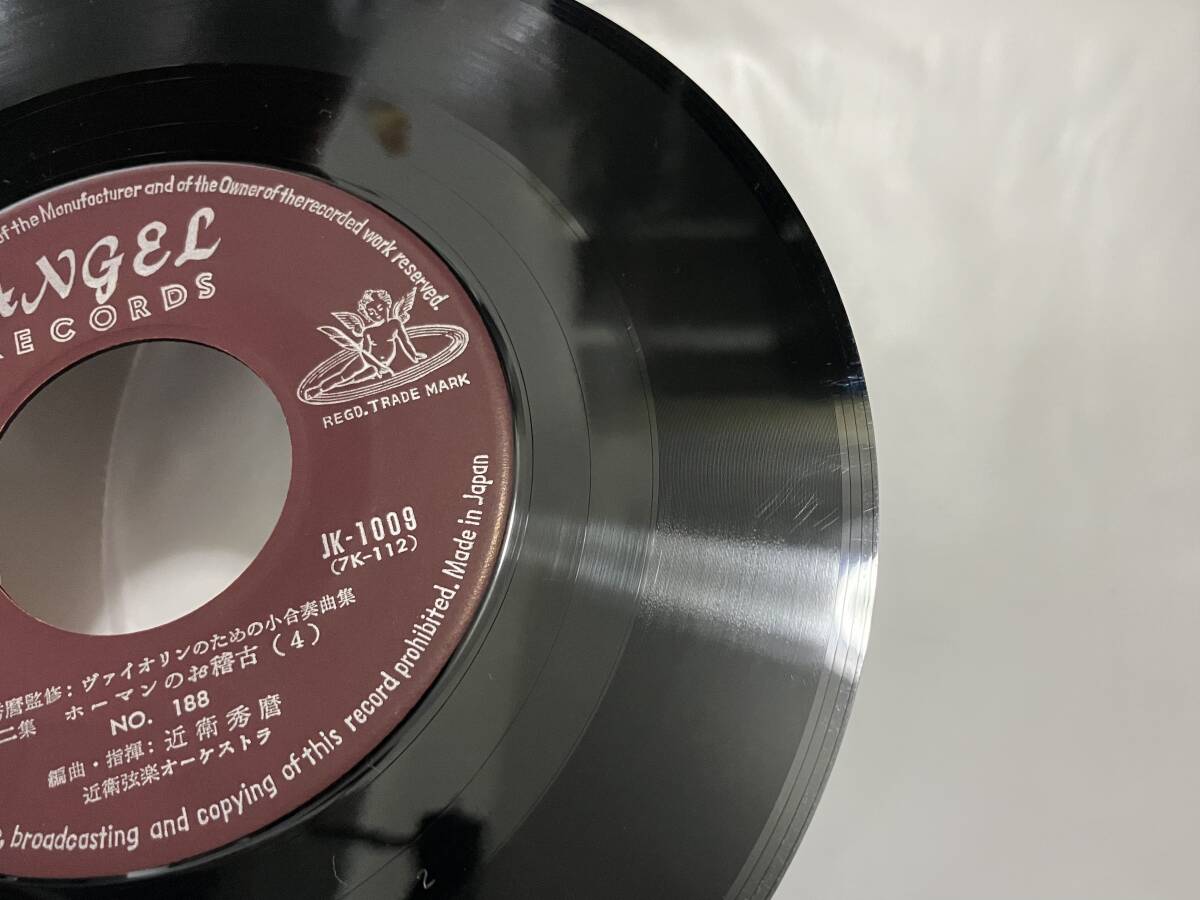 of the Manufacturer and of the Owner of the recorded work reserved.
ANGEL
RECORDS
REGD. TRADE MARK
JK-1009
(7K-112)
麿監修:ヴァイオリンのための小合奏曲集
二集 ホーマンのお稽古(4)
NO. 188
編曲・指揮:近衛秀麿
近衛弦楽オーケストラ
broadcasting and copying of this record prohibited. Made in Japan
2